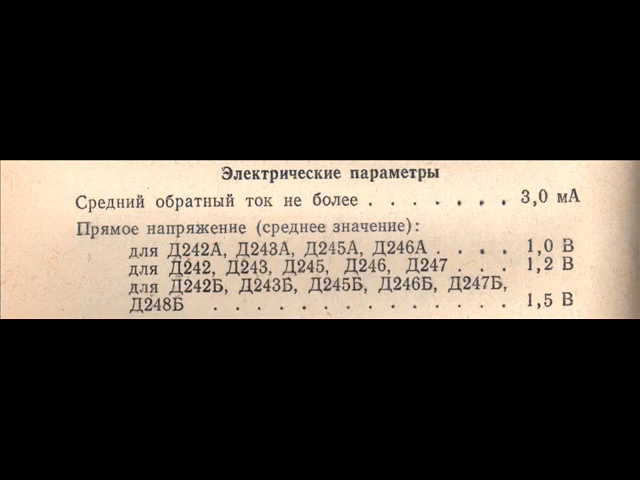 Электрические параметры
Средний обратный ток не более . . . . . . . 3,0 мА
Прямое напряжение (среднее значение):
для Д242А, Д243А, Д245А, Д246А . . . . 1,0 В
для Д242, Д243, Д245, Д246, Д247 . . . 1,2 В
для Д242Б, Д243Б, Д245Б, Д246Б, Д247Б,
Д248Б . . . . . . . . . . . . . . 1,5 В